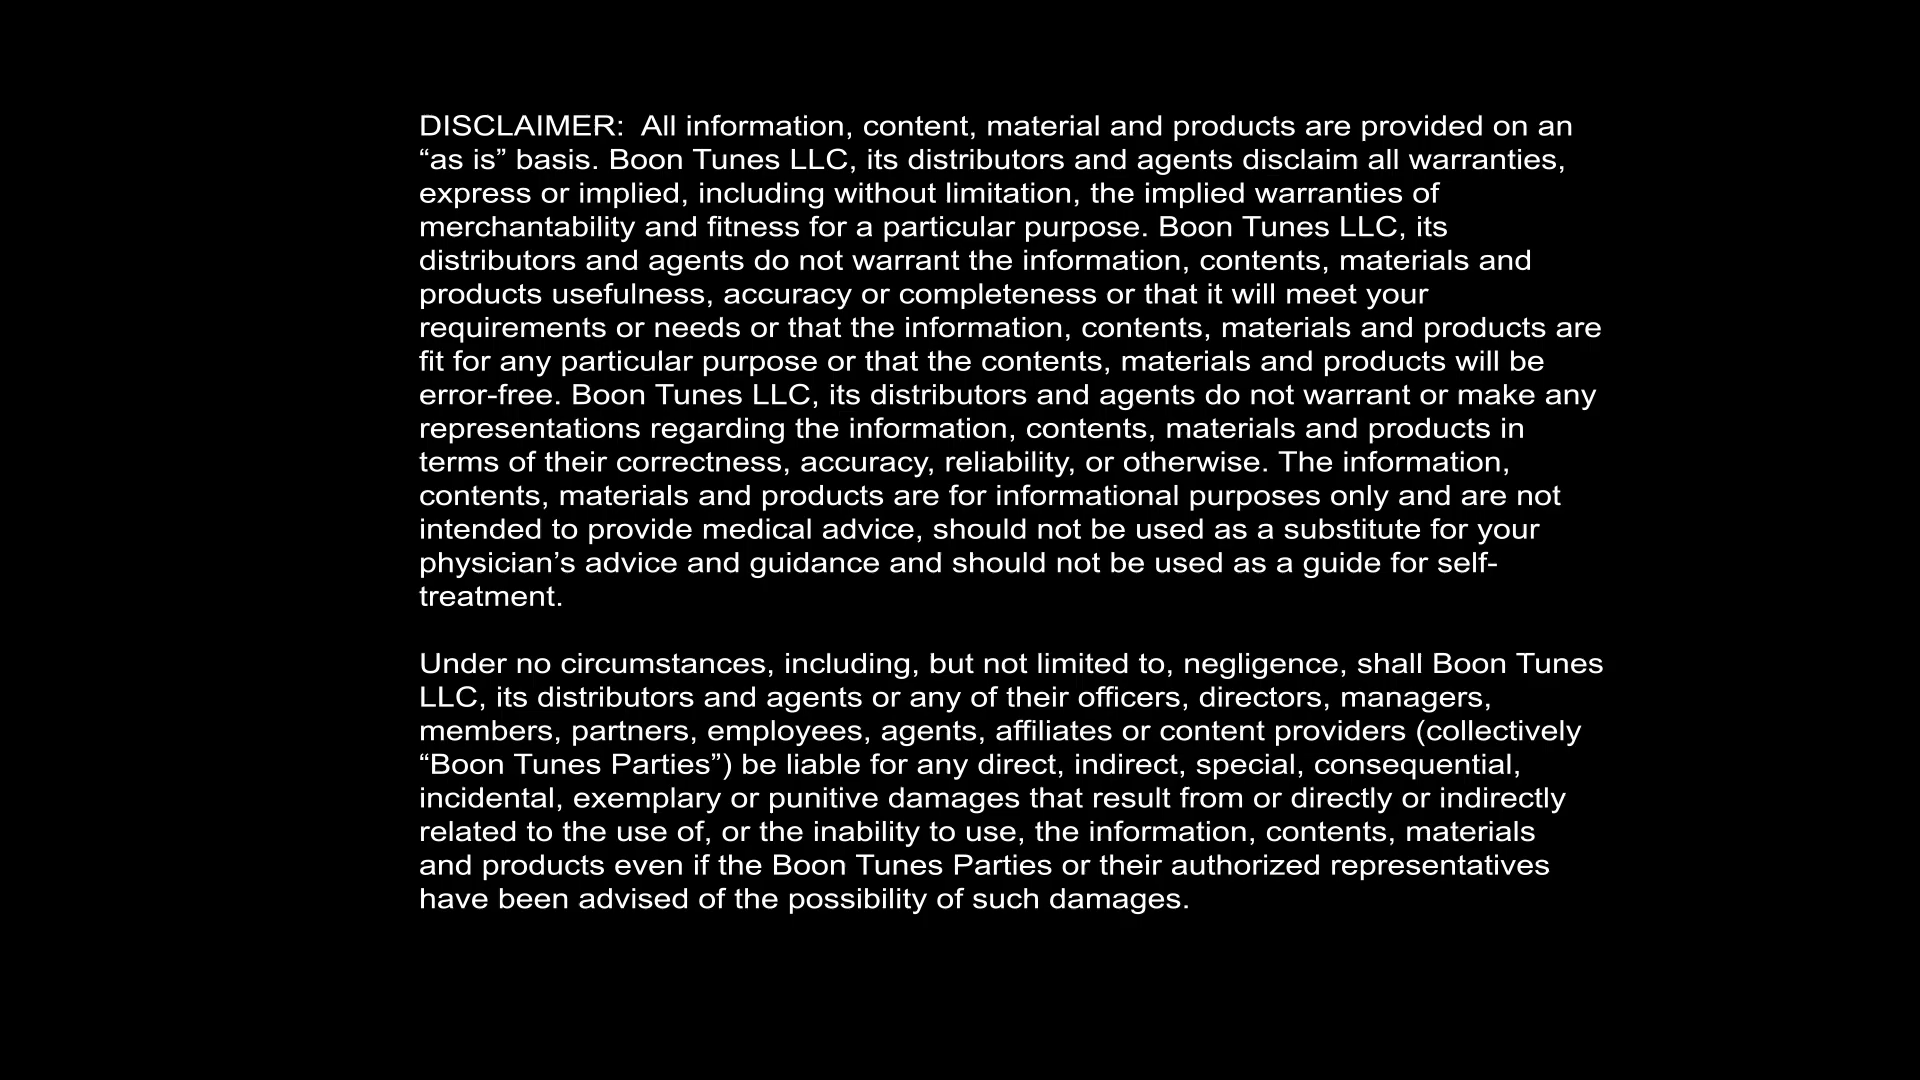 DISCLAIMER:  All information, content, material and products are provided on an
“as is” basis. Boon Tunes LLC, its distributors and agents disclaim all warranties,
express or implied, including without limitation, the implied warranties of
merchantability and fitness for a particular purpose. Boon Tunes LLC, its
distributors and agents do not warrant the information, contents, materials and
products usefulness, accuracy or completeness or that it will meet your
requirements or needs or that the information, contents, materials and products are
fit for any particular purpose or that the contents, materials and products will be
error-free. Boon Tunes LLC, its distributors and agents do not warrant or make any
representations regarding the information, contents, materials and products in
terms of their correctness, accuracy, reliability, or otherwise. The information,
contents, materials and products are for informational purposes only and are not
intended to provide medical advice, should not be used as a substitute for your
physician’s advice and guidance and should not be used as a guide for self-
treatment.

Under no circumstances, including, but not limited to, negligence, shall Boon Tunes
LLC, its distributors and agents or any of their officers, directors, managers,
members, partners, employees, agents, affiliates or content providers (collectively
“Boon Tunes Parties”) be liable for any direct, indirect, special, consequential,
incidental, exemplary or punitive damages that result from or directly or indirectly
related to the use of, or the inability to use, the information, contents, materials
and products even if the Boon Tunes Parties or their authorized representatives
have been advised of the possibility of such damages.